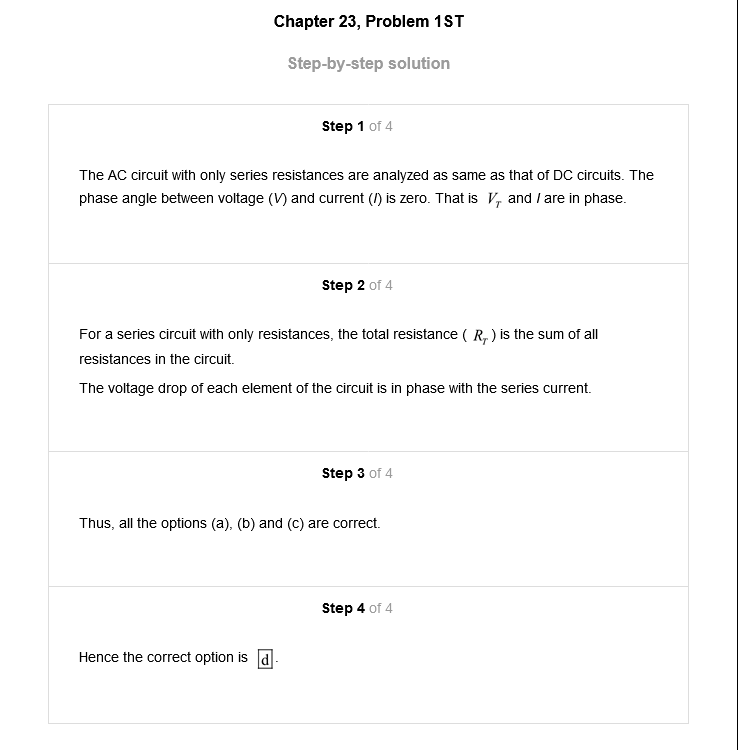 Chapter 23, Problem 1ST
Step-by-step solution
Step 1 of 4
The AC circuit with only series resistances are analyzed as same as that of DC circuits. The
phase angle between voltage (V) and current (I) is zero. That is V_T and I are in phase.
Step 2 of 4
For a series circuit with only resistances, the total resistance ( R_T ) is the sum of all
resistances in the circuit.
The voltage drop of each element of the circuit is in phase with the series current.
Step 3 of 4
Thus, all the options (a), (b) and (c) are correct.
Step 4 of 4
Hence the correct option is d.